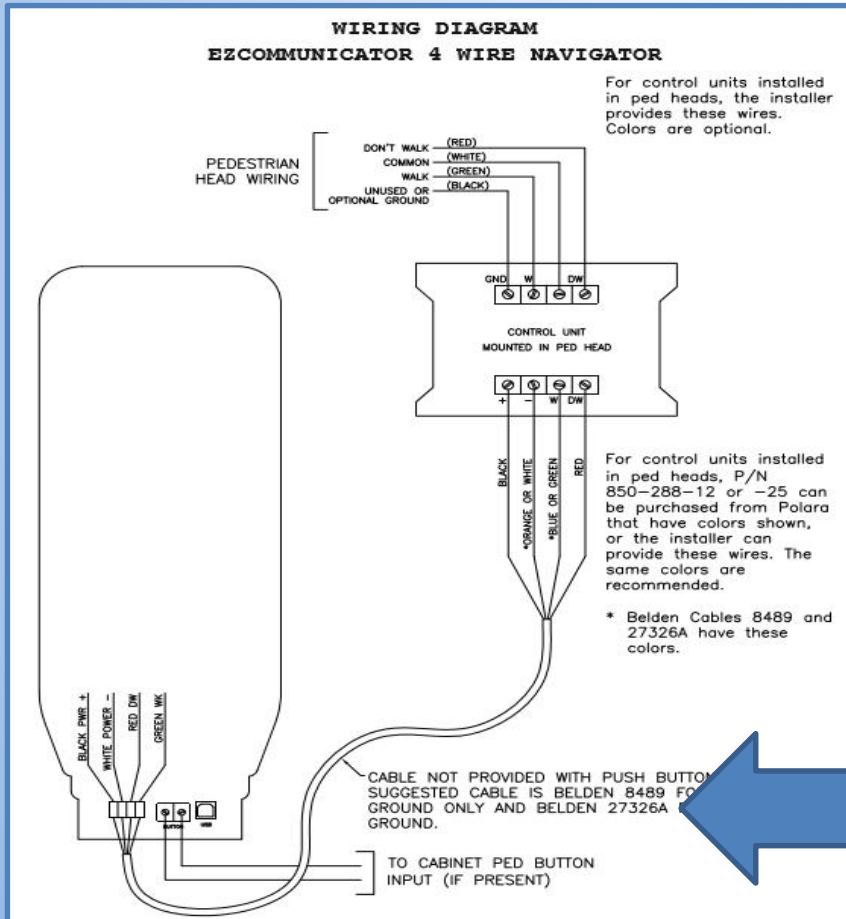 WIRING DIAGRAM
EZCOMMUNICATOR 4 WIRE NAVIGATOR
For control units installed
in ped heads, the installer
provides these wires.
Colors are optional.
PEDESTRIAN
HEAD WIRING
DON'T WALK (RED)
COMMON (WHITE)
WALK (GREEN)
UNUSED OR (BLACK)
OPTIONAL GROUND
GND W DW
CONTROL UNIT
MOUNTED IN PED HEAD
+ - W DW
BLACK
*ORANGE OR WHITE
*BLUE OR GREEN
RED
For control units installed
in ped heads, P/N
850-288-12 or -25 can
be purchased from Polara
that have colors shown,
or the installer can
provide these wires. The
same colors are
recommended.
* Belden Cables 8489 and
27326A have these
colors.
BLACK PWR +
WHITE POWER -
RED DW
GREEN WK
BUTTON
USB
CABLE NOT PROVIDED WITH PUSH BUTTON
SUGGESTED CABLE IS BELDEN 8489
GROUND ONLY AND BELDEN 27326A
GROUND.
TO CABINET PED BUTTON
INPUT (IF PRESENT)